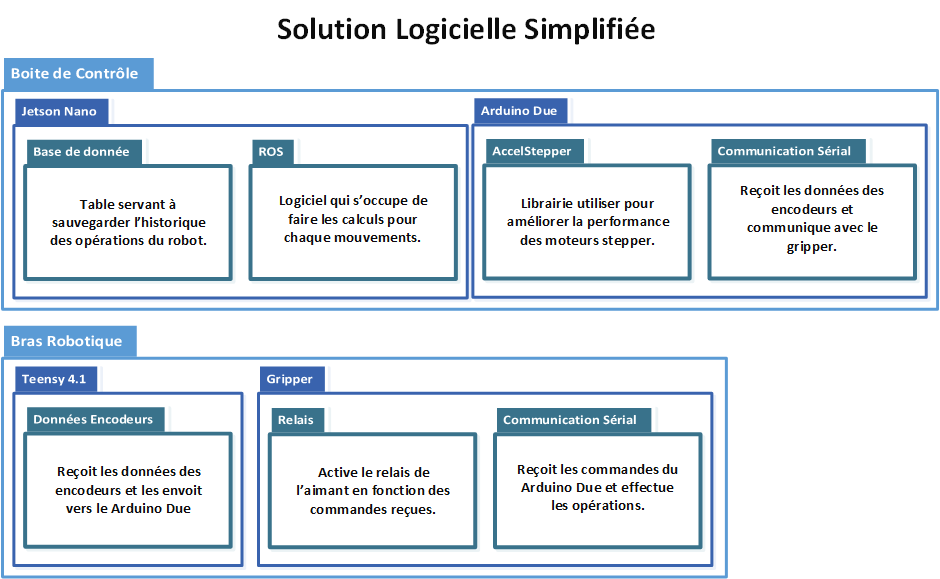 Solution Logicielle Simplifiée
Boite de Contrôle
Jetson Nano
Base de donnée
Table servant à
sauvegarder l’historique
des opérations du robot.
ROS
Logiciel qui s’occupe de
faire les calculs pour
chaque mouvements.
Arduino Due
AccelStepper
Librairie utiliser pour
améliorer la performance
des moteurs stepper.
Communication Sérial
Reçoit les données des
encodeurs et
communique avec le
gripper.
Bras Robotique
Teensy 4.1
Données Encodeurs
Reçoit les données des
encodeurs et les envoit
vers le Arduino Due
Gripper
Relais
Active le relais de
l’aimant en fonction des
commandes reçues.
Communication Sérial
Reçoit les commandes du
Arduino Due et effectue
les opérations.